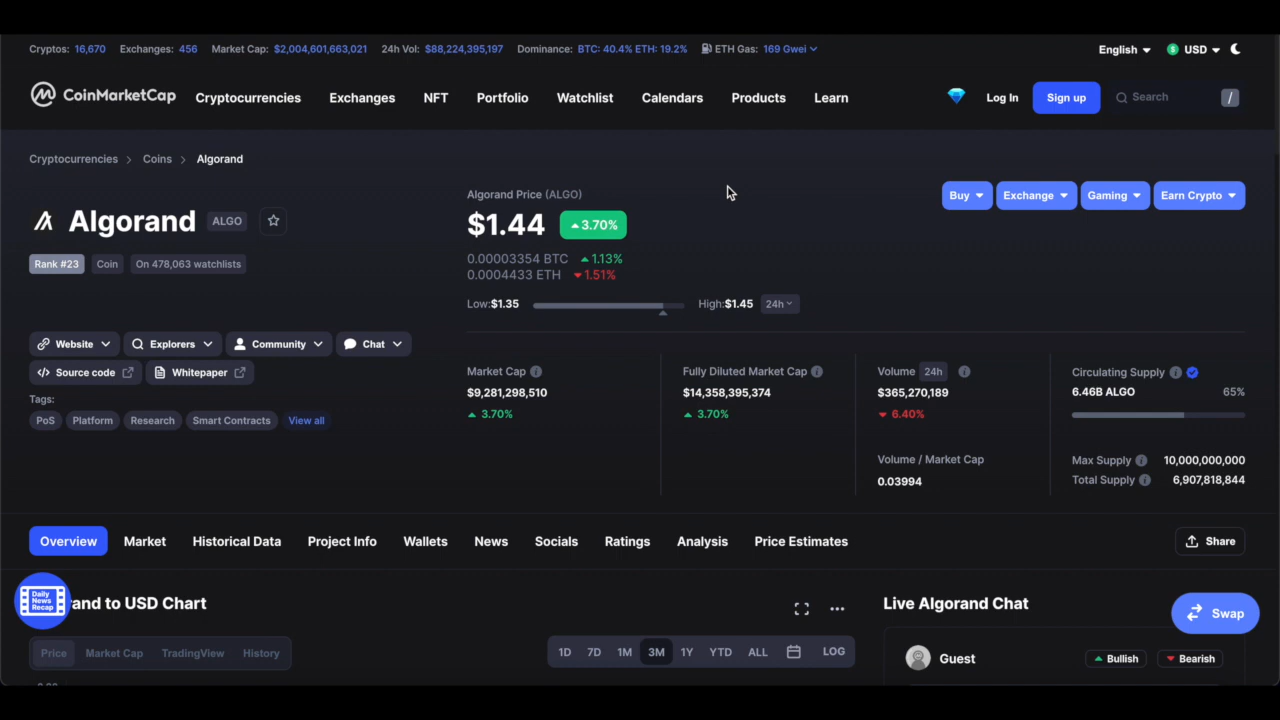 Cryptos: 16,670 Exchanges: 456 Market Cap: $2,004,601,663,021 24h Vol: $88,224,395,197 Dominance: BTC: 40.4% ETH: 19.2% ETH Gas: 169 Gwei English USD
CoinMarketCap Cryptocurrencies Exchanges NFT Portfolio Watchlist Calendars Products Learn Log In Sign up Search /
Cryptocurrencies > Coins > Algorand
Algorand ALGO
Rank #23 Coin On 478,063 watchlists
Website Explorers Community Chat
Source code Whitepaper
Tags:
PoS Platform Research Smart Contracts View all
Algorand Price (ALGO)
$1.44 3.70%
0.00003354 BTC 1.13%
0.0004433 ETH 1.51%
Low:$1.35 High:$1.45 24h
Buy Exchange Gaming Earn Crypto
Market Cap
$9,281,298,510
3.70%
Fully Diluted Market Cap
$14,358,395,374
3.70%
Volume 24h
$365,270,189
6.40%
Volume / Market Cap
0.03994
Circulating Supply
6.46B ALGO 65%
Max Supply 10,000,000,000
Total Supply 6,907,818,844
Overview Market Historical Data Project Info Wallets News Socials Ratings Analysis Price Estimates Share
Daily
News
Recap
and to USD Chart
Price Market Cap TradingView History 1D 7D 1M 3M 1Y YTD ALL LOG
Live Algorand Chat
Swap
Guest Bullish Bearish